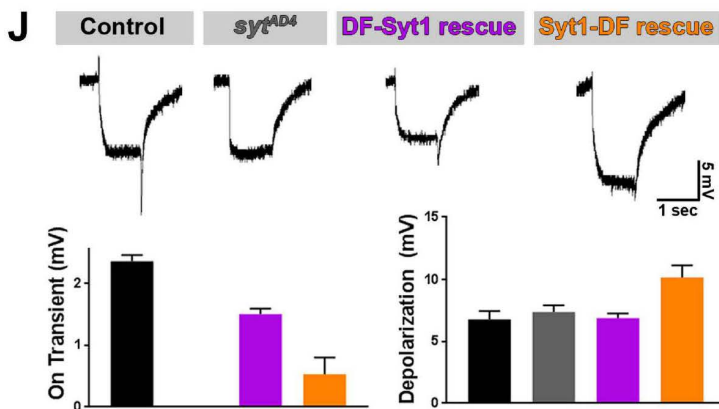 J
Control
sytAD4
DF-Syt1 rescue
Syt1-DF rescue
5 mV
1 sec
On Transient (mV)
2
1
0
Depolarization (mV)
15
10
5
0